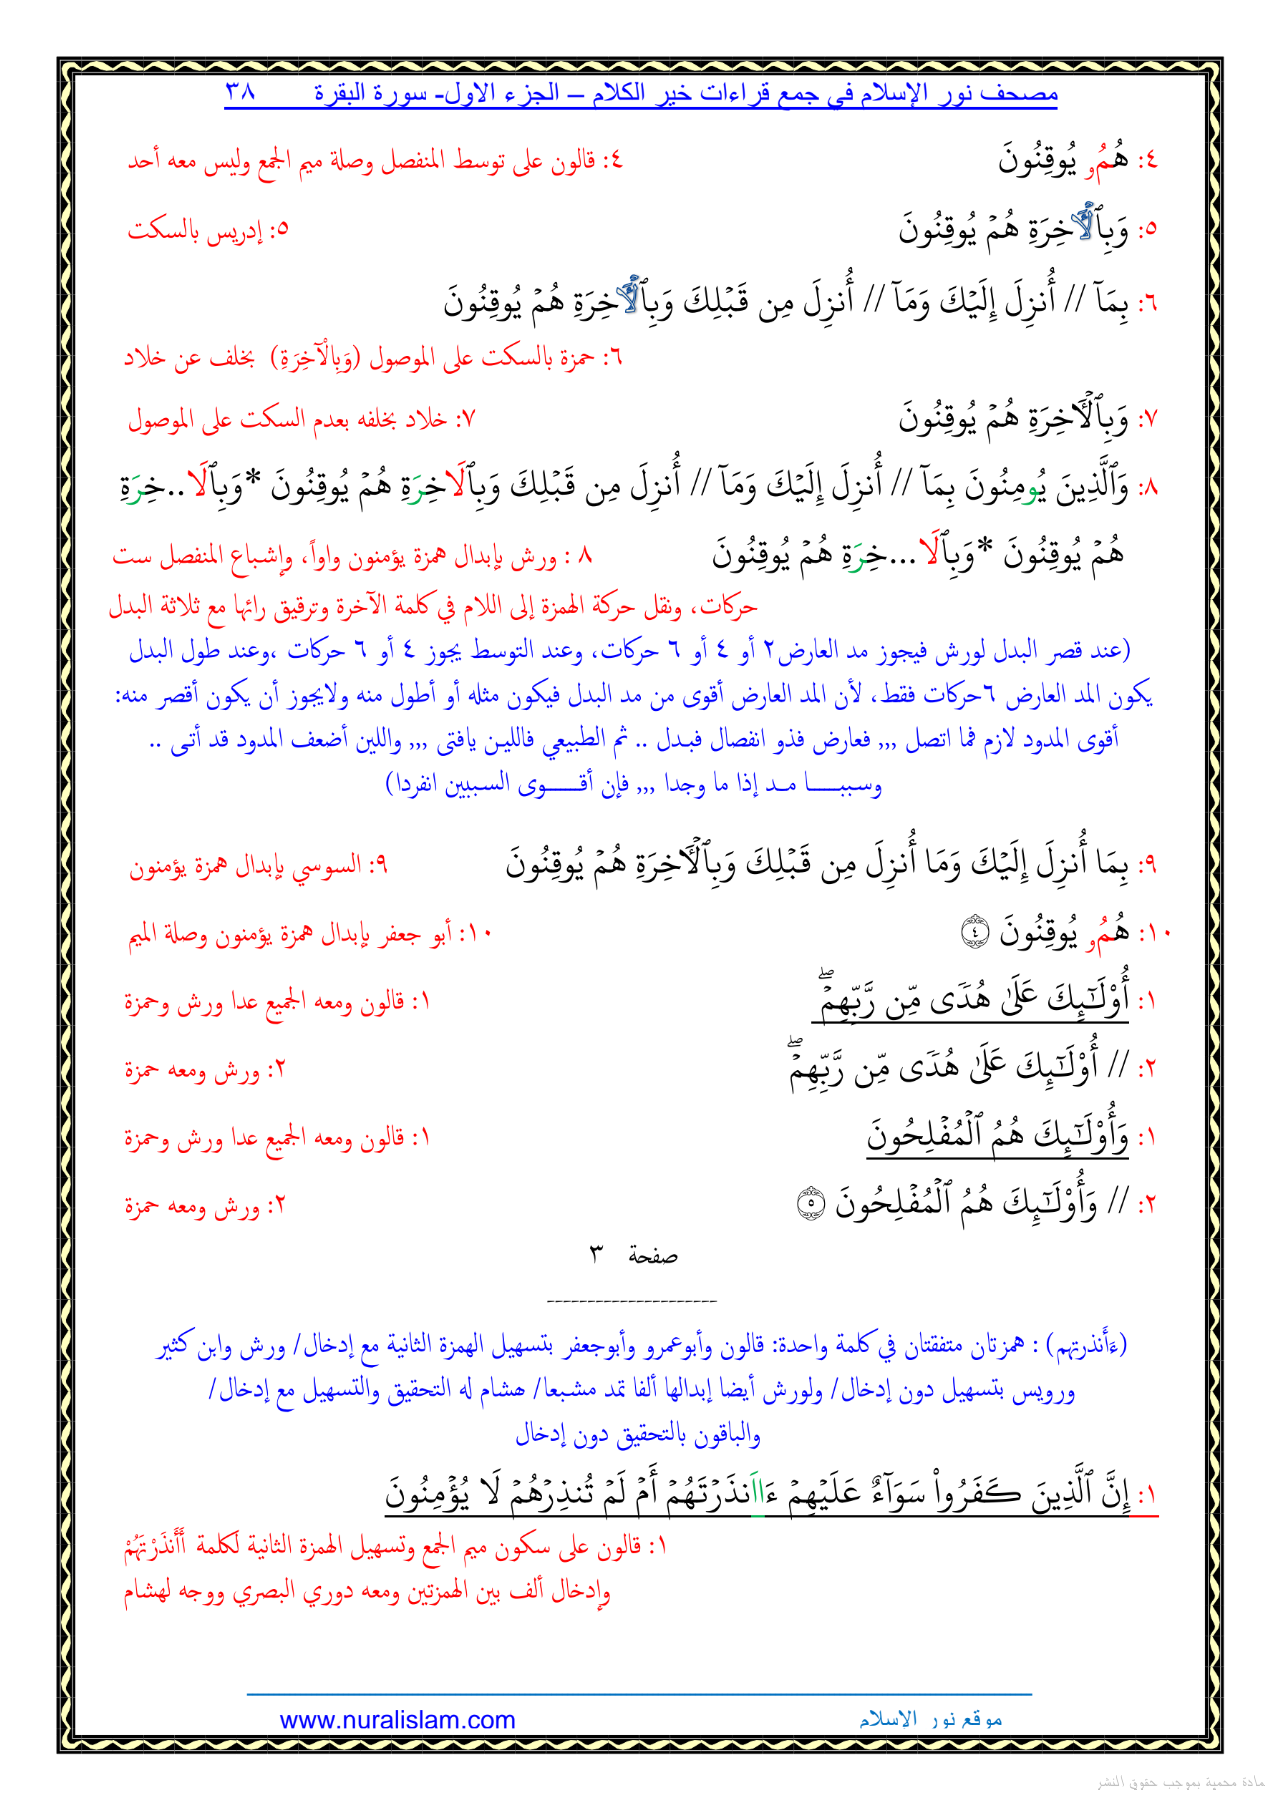 مصحف نور الإسلام في جمع قراءات خير الكلام – الجزء الاول- سورة البقرة ٣٨
٤: هُمُو يُوقِنُونَ ٤: قالون على توسط المنفصل وصلة ميم الجمع وليس معه أحد
٥: وَبِٱلْأٓخِرَةِ هُمْ يُوقِنُونَ ٥: إدريس بالسكت
٦: بِمَآ // أُنزِلَ إِلَيْكَ وَمَآ // أُنزِلَ مِن قَبْلِكَ وَبِٱلْأٓخِرَةِ هُمْ يُوقِنُونَ
٦: حمزة بالسكت على الموصول (وَبِالْآخِرَةِ) بخلف عن خلاد
٧: وَبِٱلْأٓخِرَةِ هُمْ يُوقِنُونَ ٧: خلاد بخلفه بعدم السكت على الموصول
٨: وَٱلَّذِينَ يُومِنُونَ بِمَآ // أُنزِلَ إِلَيْكَ وَمَآ // أُنزِلَ مِن قَبْلِكَ وَبِٱلَاخِرَةِ هُمْ يُوقِنُونَ *وَبِٱلَا..خِرَةِ
هُمْ يُوقِنُونَ *وَبِٱلَا...خِرَةِ هُمْ يُوقِنُونَ ٨ : ورش بإبدال همزة يؤمنون واواً، وإشباع المنفصل ست
حركات، ونقل حركة الهمزة إلى اللام في كلمة الآخرة وترقيق رائها مع ثلاثة البدل
(عند قصر البدل لورش فيجوز مد العارض٢ أو ٤ أو ٦ حركات، وعند التوسط يجوز ٤ أو ٦ حركات ،وعند طول البدل
يكون المد العارض ٦حركات فقط، لأن المد العارض أقوى من مد البدل فيكون مثله أو أطول منه ولايجوز أن يكون أقصر منه:
أقوى المدود لازم فما اتصل ,,, فعارض فذو انفصال فبدل .. ثم الطبيعي فاللين يافتى ,,, واللين أضعف المدود قد أتى ..
وسببـــــا مـد إذا ما وجدا ,,, فإن أقـــــوى السببين انفردا)
٩: بِمَا أُنزِلَ إِلَيْكَ وَمَا أُنزِلَ مِن قَبْلِكَ وَبِٱلْأٓخِرَةِ هُمْ يُوقِنُونَ ٩: السوسي بإبدال همزة يؤمنون
١٠: هُمُو يُوقِنُونَ ٤ ١٠: أبو جعفر بإبدال همزة يؤمنون وصلة الميم
١: أُوْلَـٰٓئِكَ عَلَىٰ هُدًى مِّن رَّبِّهِمْۖ ١: قالون ومعه الجميع عدا ورش وحمزة
٢: // أُوْلَـٰٓئِكَ عَلَىٰ هُدًى مِّن رَّبِّهِمْۖ ٢: ورش ومعه حمزة
١: وَأُوْلَـٰٓئِكَ هُمُ ٱلْمُفْلِحُونَ ١: قالون ومعه الجميع عدا ورش وحمزة
٢: // وَأُوْلَـٰٓئِكَ هُمُ ٱلْمُفْلِحُونَ ٥ ٢: ورش ومعه حمزة
صفحة ٣
---------------------
(ءَأَنذرتهم) : همزتان متفقتان في كلمة واحدة: قالون وأبوعمرو وأبوجعفر بتسهيل الهمزة الثانية مع إدخال/ ورش وابن كثير
ورويس بتسهيل دون إدخال/ ولورش أيضا إبدالها ألفا تمد مشبعا/ هشام له التحقيق والتسهيل مع إدخال/
والباقون بالتحقيق دون إدخال
١: إِنَّ ٱلَّذِينَ كَفَرُواْ سَوَآءٌ عَلَيْهِمْ ءَااَنذَرْتَهُمْ أَمْ لَمْ تُنذِرْهُمْ لَا يُؤْمِنُونَ
١: قالون على سكون ميم الجمع وتسهيل الهمزة الثانية لكلمة أَأَنْذَرْتَهُمْ
وإدخال ألف بين الهمزتين ومعه دوري البصري ووجه لهشام
موقع نور الاسلام www.nuralislam.com
مادة محمية بموجب حقوق النشر